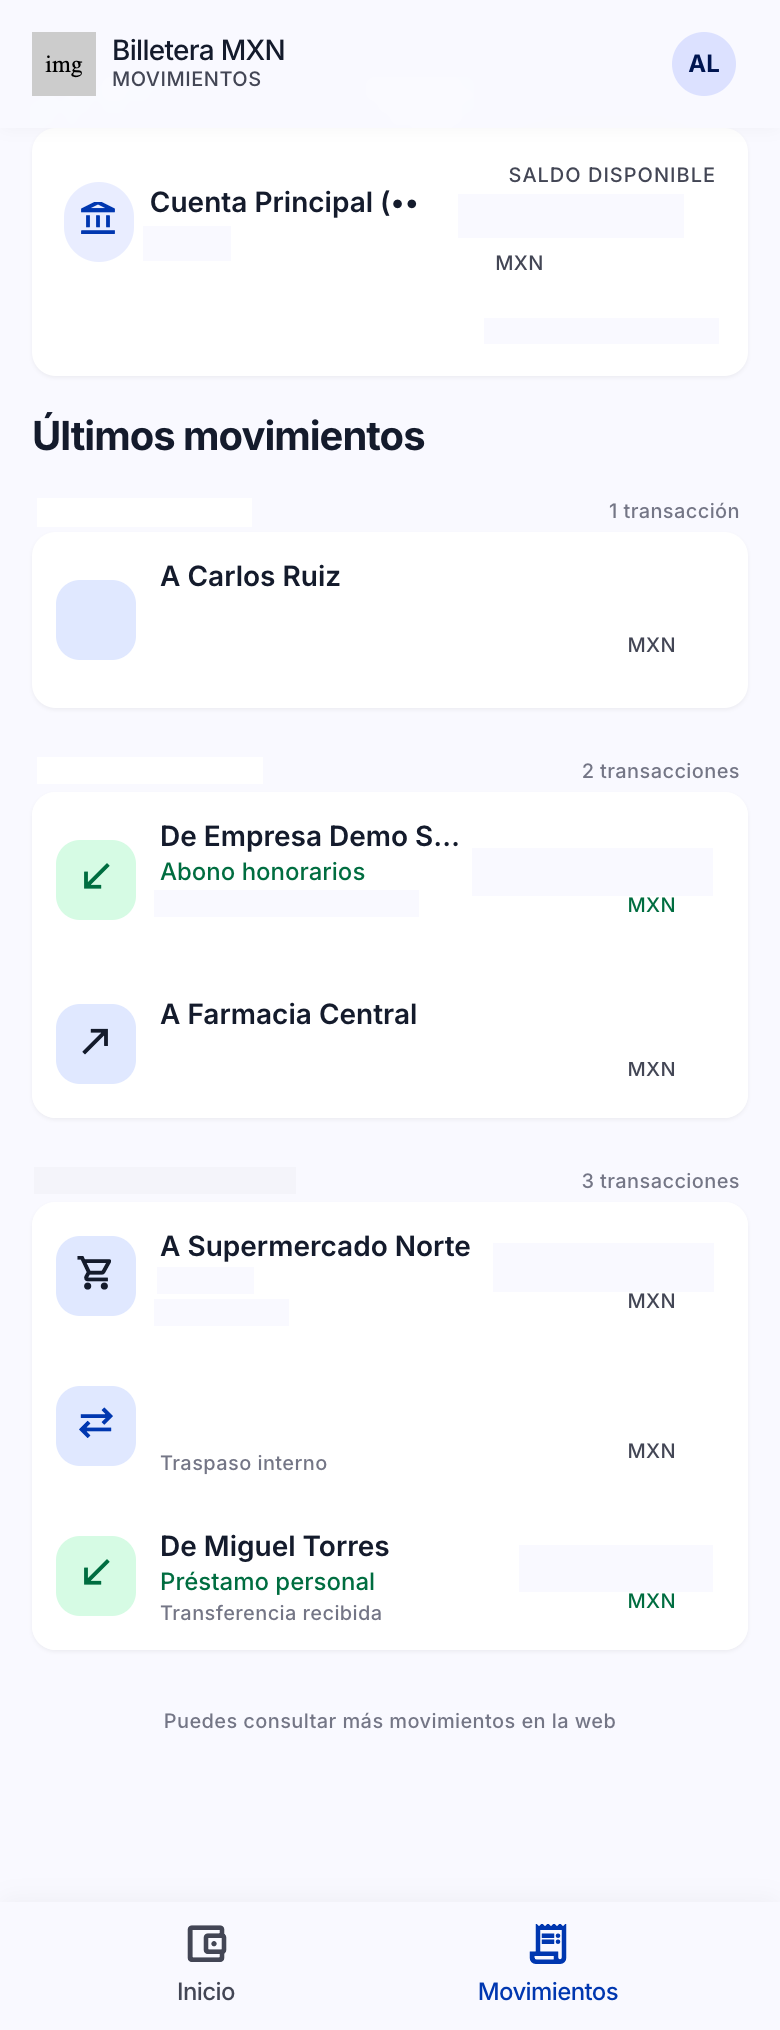 img
Billetera MXN
MOVIMIENTOS
AL
SALDO DISPONIBLE
Cuenta Principal (••
MXN
Últimos movimientos
1 transacción
A Carlos Ruiz
MXN
2 transacciones
De Empresa Demo S...
Abono honorarios
MXN
A Farmacia Central
MXN
3 transacciones
A Supermercado Norte
MXN
MXN
Traspaso interno
De Miguel Torres
Préstamo personal
MXN
Transferencia recibida
Puedes consultar más movimientos en la web
Inicio
Movimientos